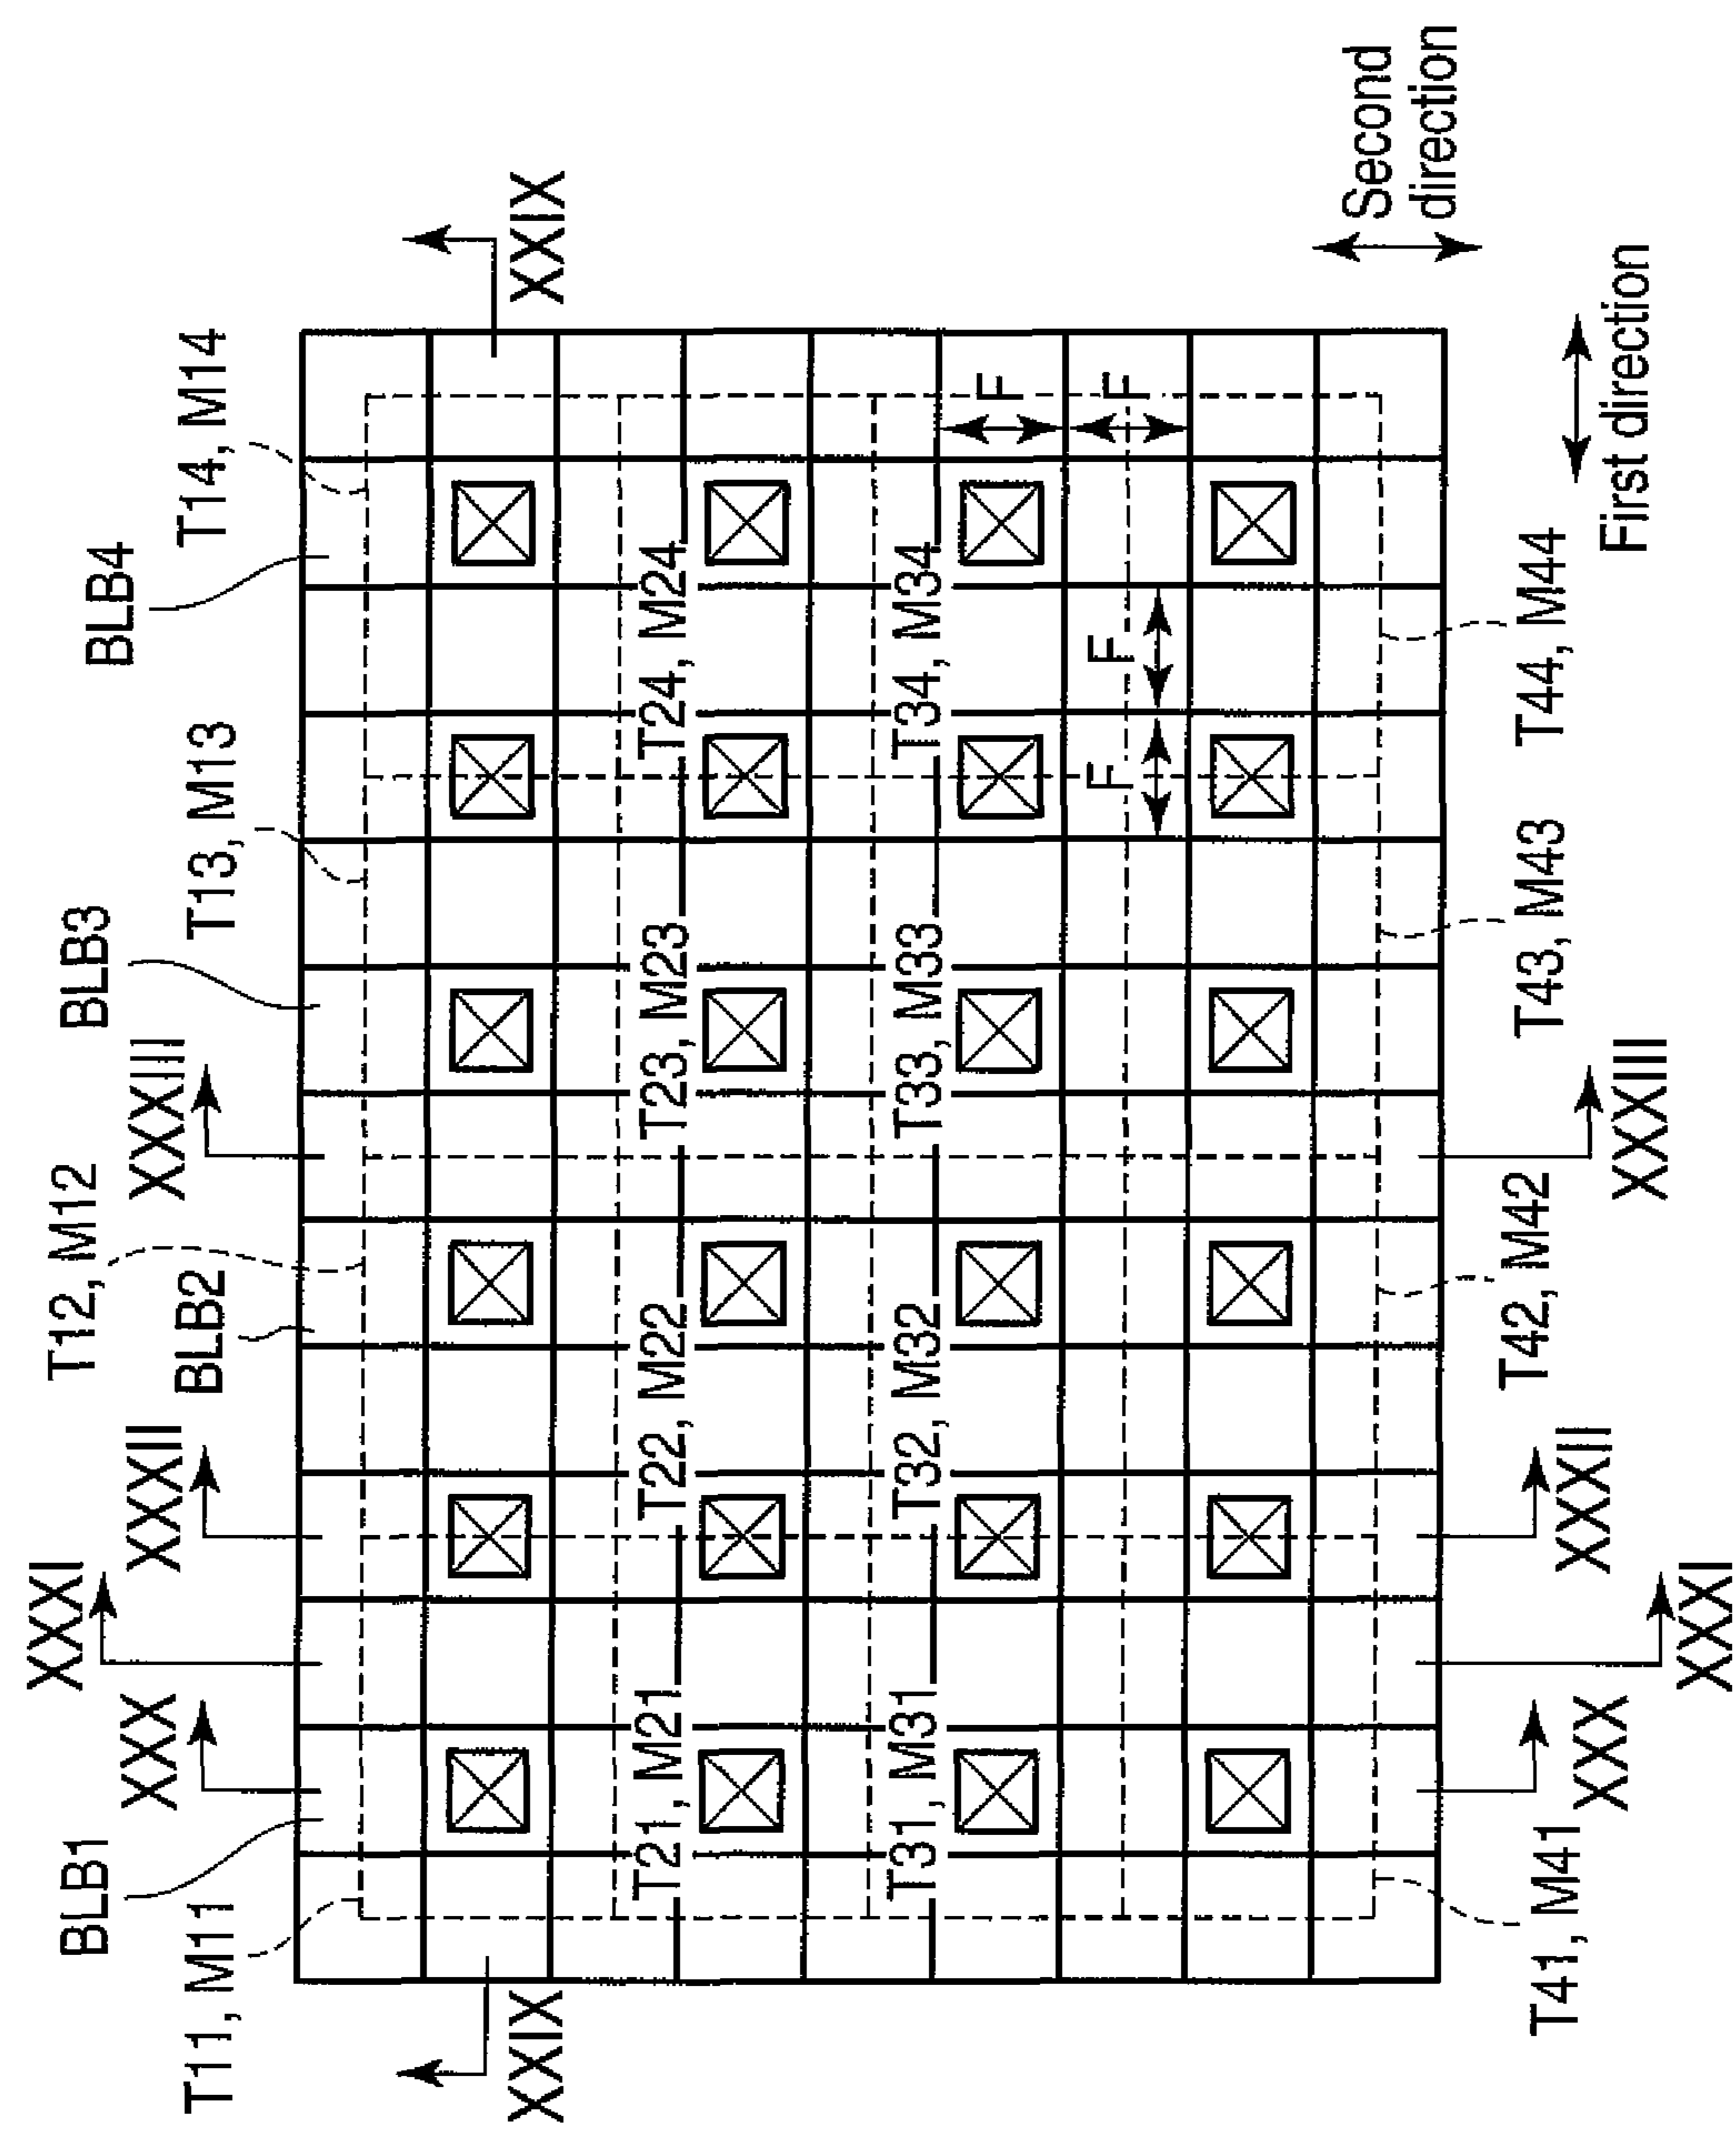 BLB1
BLB2
BLB3
BLB4
T11, M11
T12, M12
T13, M13
T14, M14
XXX
XXXI
XXXII
XXXIII
XXIX
XXIX
T21, M21
T22, M22
T23, M23
T24, M24
T31, M31
T32, M32
T33, M33
T34, M34
F
F
F
F
T41, M41
T42, M42
T43, M43
T44, M44
XXX
XXXI
XXXII
XXXIII
First direction
Second
direction